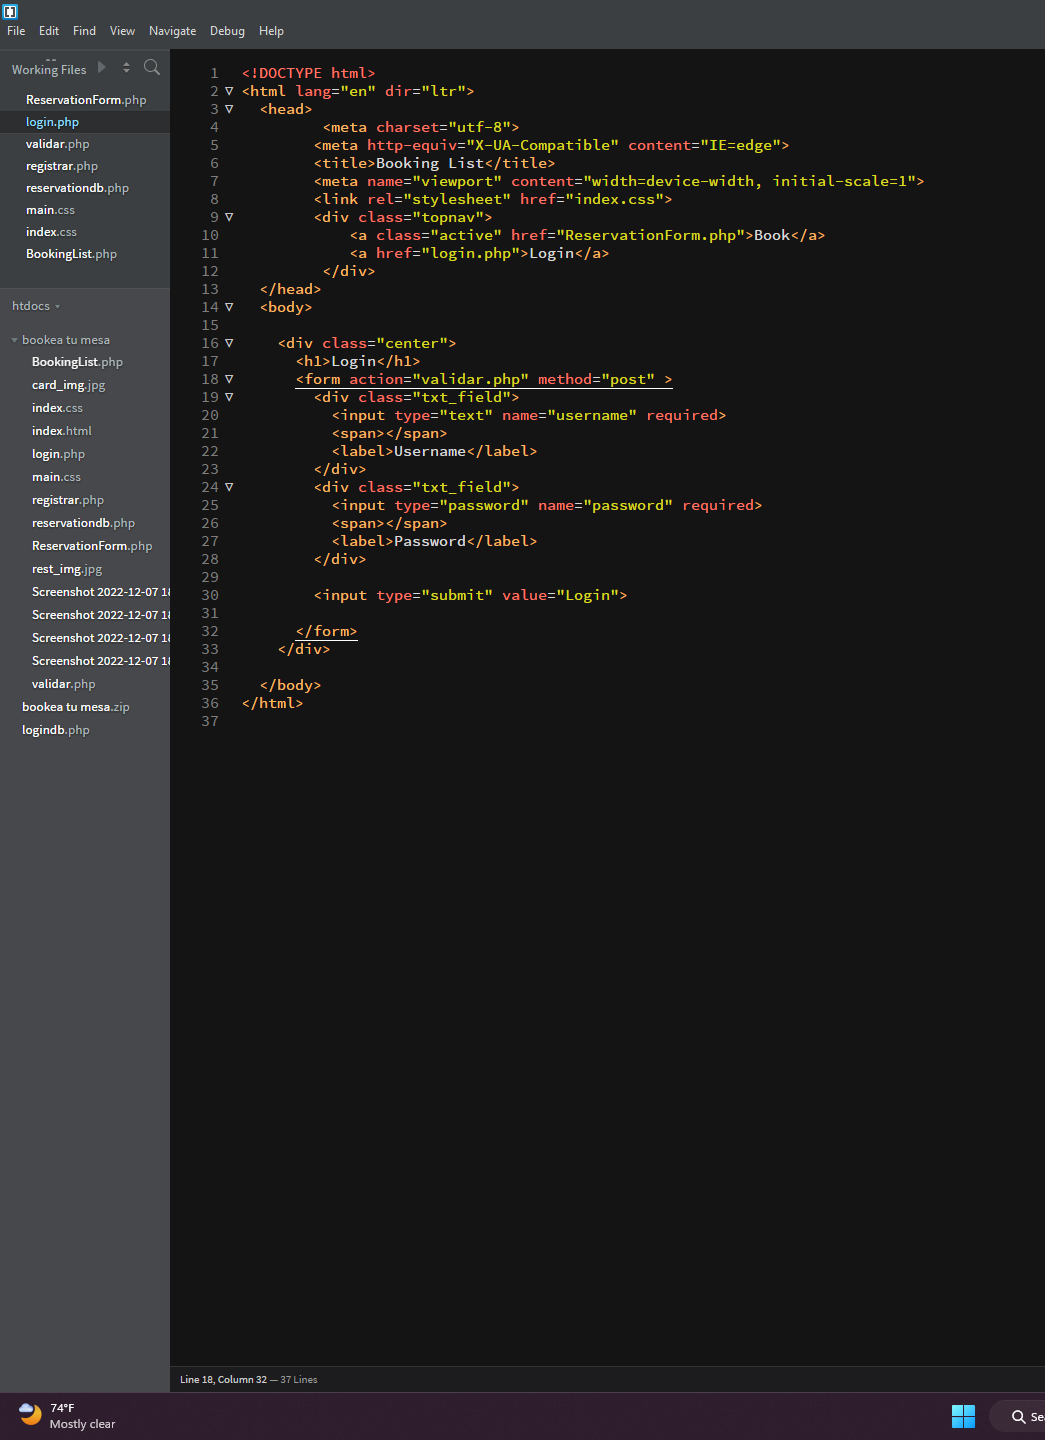 File Edit Find View Navigate Debug Help
Working Files
ReservationForm.php
login.php
validar.php
registrar.php
reservationdb.php
main.css
index.css
BookingList.php
htdocs
bookea tu mesa
BookingList.php
card_img.jpg
index.css
index.html
login.php
main.css
registrar.php
reservationdb.php
ReservationForm.php
rest_img.jpg
Screenshot 2022-12-07 18
Screenshot 2022-12-07 18
Screenshot 2022-12-07 18
Screenshot 2022-12-07 18
validar.php
bookea tu mesa.zip
logindb.php
1 <!DOCTYPE html>
2 <html lang="en" dir="ltr">
3 <head>
4 <meta charset="utf-8">
5 <meta http-equiv="X-UA-Compatible" content="IE=edge">
6 <title>Booking List</title>
7 <meta name="viewport" content="width=device-width, initial-scale=1">
8 <link rel="stylesheet" href="index.css">
9 <div class="topnav">
10 <a class="active" href="ReservationForm.php">Book</a>
11 <a href="login.php">Login</a>
12 </div>
13 </head>
14 <body>
15
16 <div class="center">
17 <h1>Login</h1>
18 <form action="validar.php" method="post" >
19 <div class="txt_field">
20 <input type="text" name="username" required>
21 <span></span>
22 <label>Username</label>
23 </div>
24 <div class="txt_field">
25 <input type="password" name="password" required>
26 <span></span>
27 <label>Password</label>
28 </div>
29
30 <input type="submit" value="Login">
31
32 </form>
33 </div>
34
35 </body>
36 </html>
37
Line 18, Column 32 — 37 Lines
74°F
Mostly clear
Se